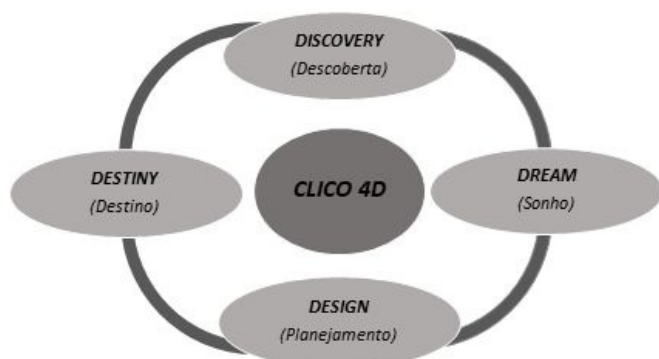 DISCOVERY
(Descoberta)
DESTINY
(Destino)
CLICO 4D
DREAM
(Sonho)
DESIGN
(Planejamento)